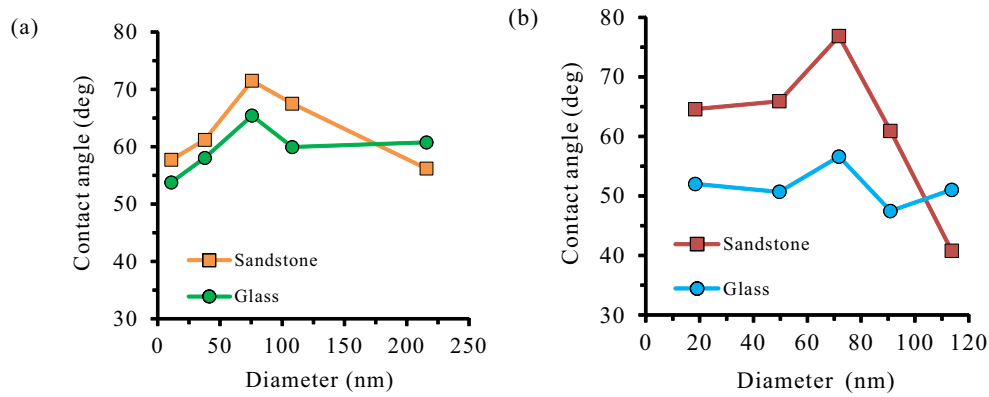 (a)
80
70
60
50
40
30
Contact angle (deg)
Sandstone
Glass
0 50 100 150 200 250
Diameter (nm)
(b)
80
70
60
50
40
30
Contact angle (deg)
Sandstone
Glass
0 20 40 60 80 100 120
Diameter (nm)